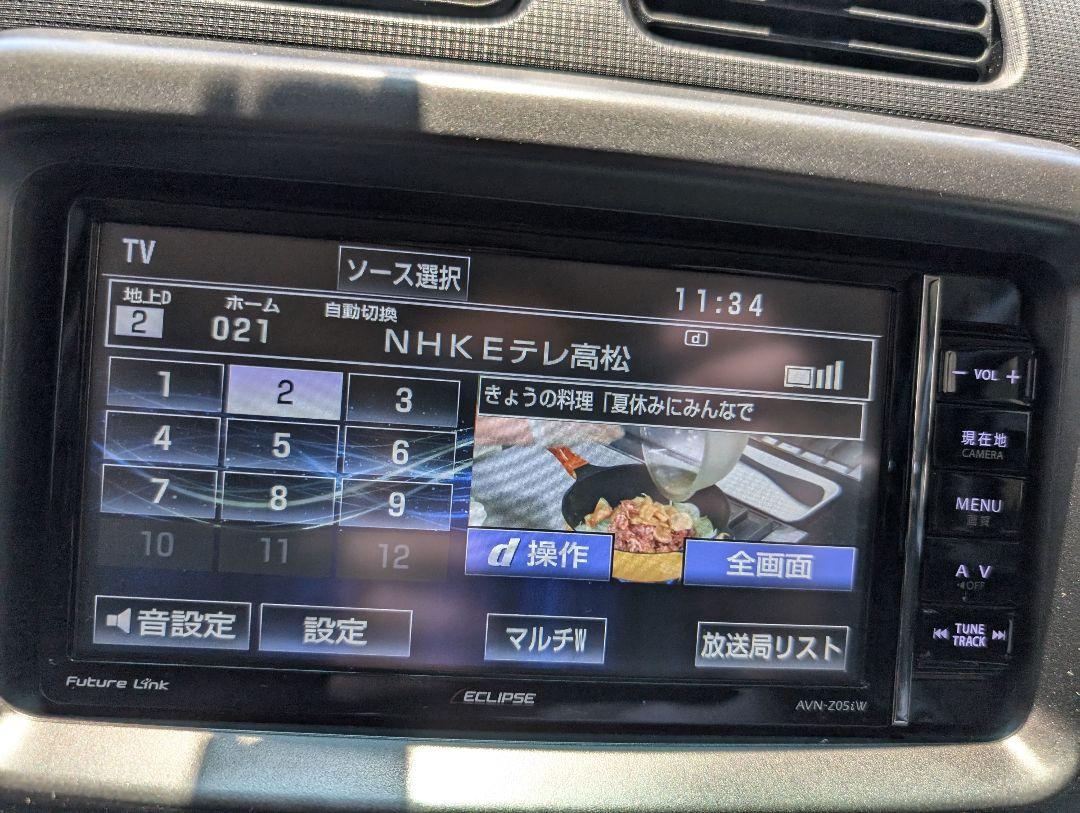 TV
ソース選択
11:34
地上D
ホーム
自動切換
2
021
NHKEテレ高松
d
1
2
3
きょうの料理「夏休みにみんなで
4
5
6
7
8
9
10
11
12
d 操作
全画面
音設定
設定
マルチW
放送局リスト
− VOL +
現在地
CAMERA
MENU
画質
AV
OFF
TUNE
TRACK
Future Link
ECLIPSE
AVN-Z05iW